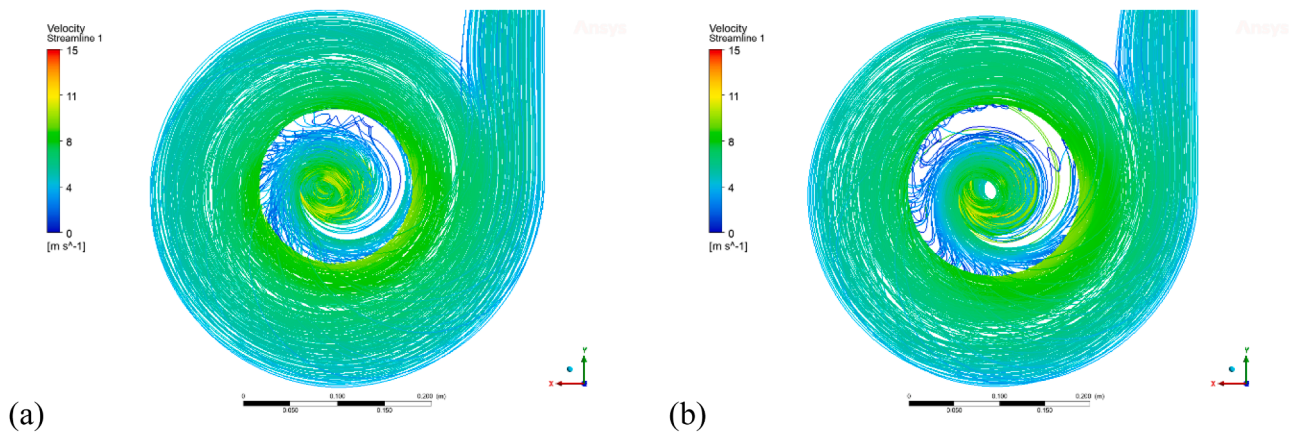 Velocity
Streamline 1
15
11
8
4
0
[m s^-1]
Ansys
Y
X
0 0.100 0.200 (m)
0.050 0.150
(a)
Velocity
Streamline 1
15
11
8
4
0
[m s^-1]
Ansys
Y
X
0 0.100 0.200 (m)
0.050 0.150
(b)